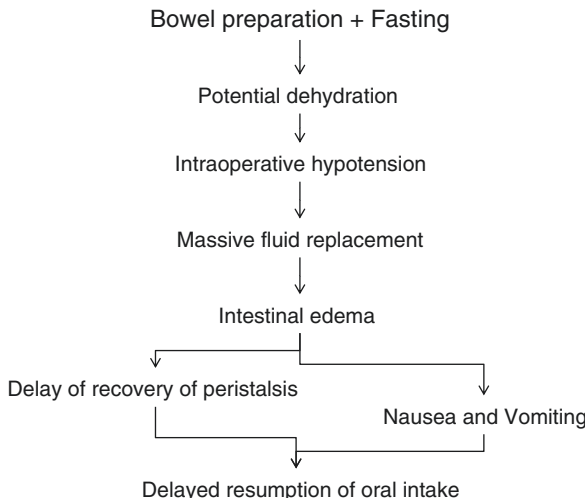 Bowel preparation + Fasting
Potential dehydration
Intraoperative hypotension
Massive fluid replacement
Intestinal edema
Delay of recovery of peristalsis
Nausea and Vomiting
Delayed resumption of oral intake